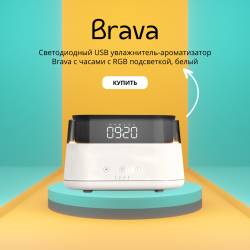 Brava
Светодиодный USB увлажнитель-ароматизатор
Brava с часами с RGB подсветкой, белый
КУПИТЬ
09:20